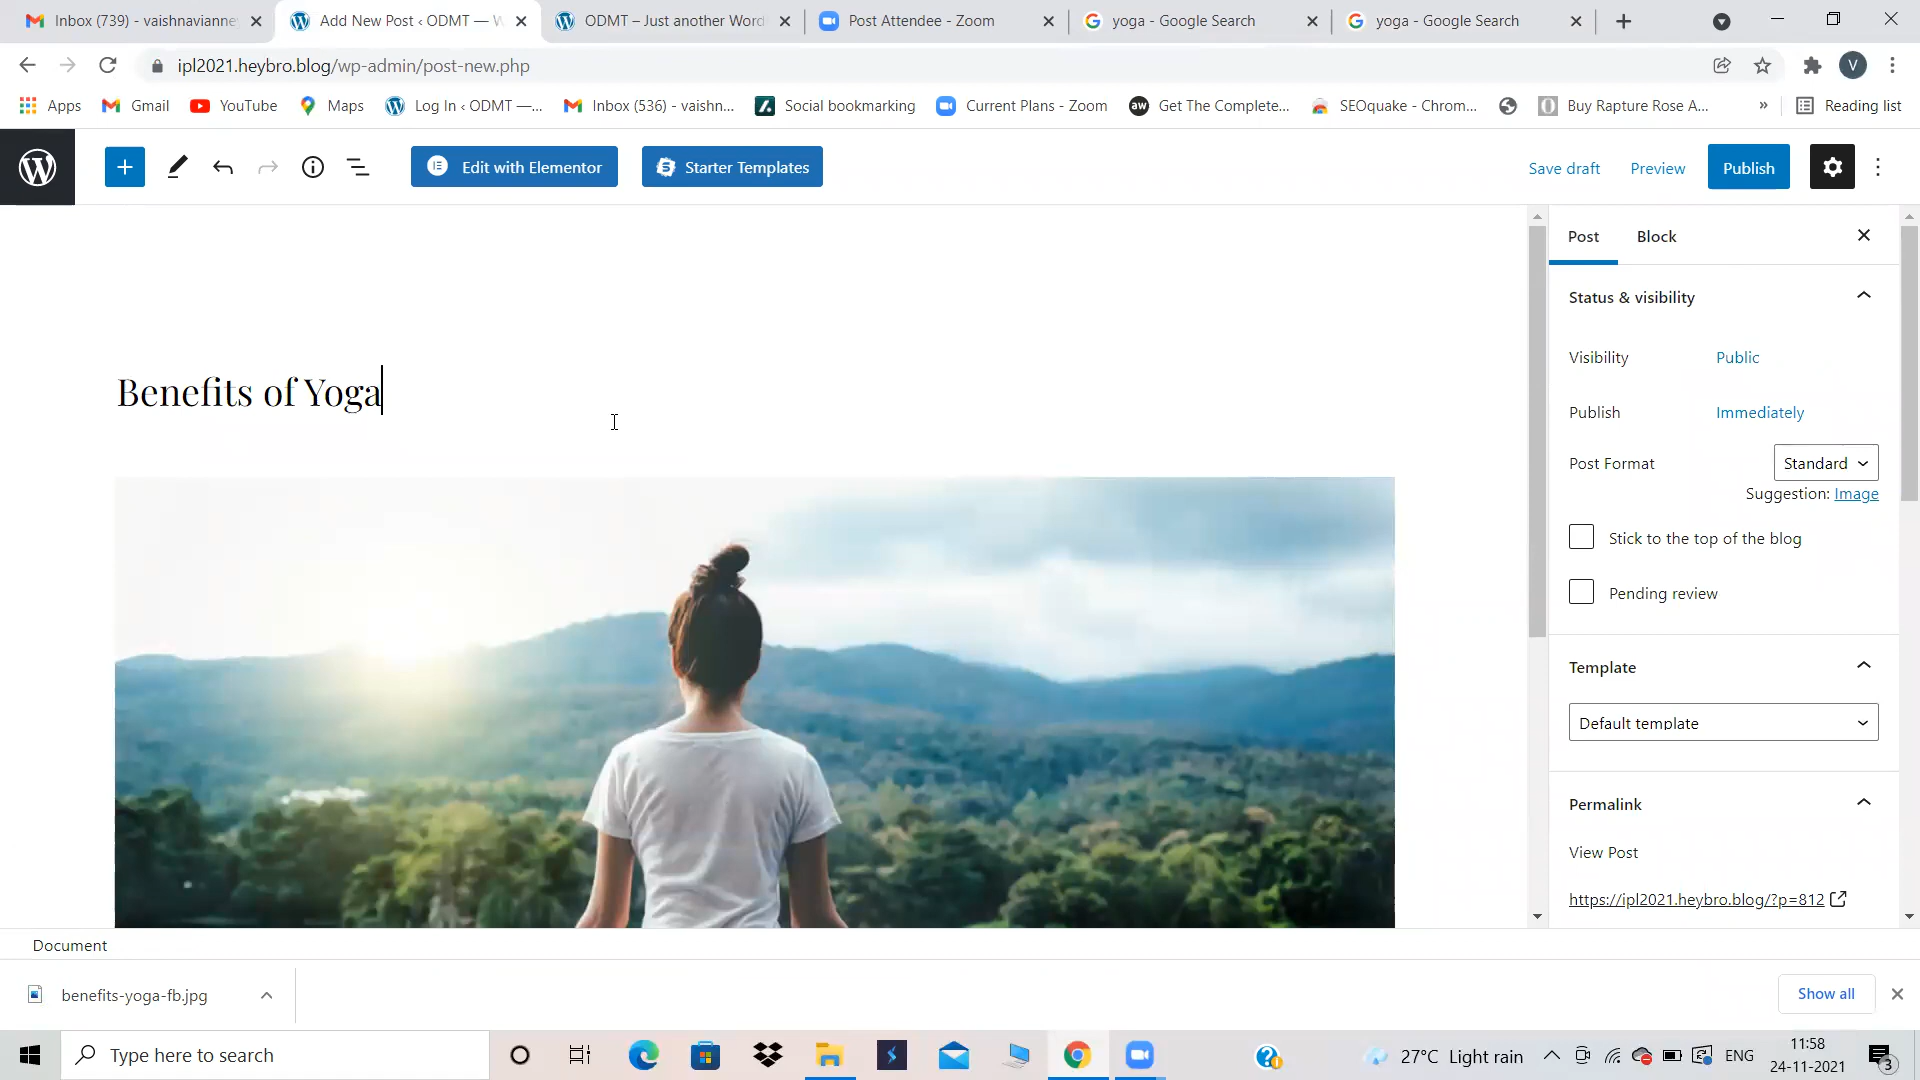 Inbox (739) - vaishnavianne
Add New Post ‹ ODMT — W
ODMT – Just another Word
Post Attendee - Zoom
yoga - Google Search
yoga - Google Search
ipl2021.heybro.blog/wp-admin/post-new.php
V
Apps
Gmail
YouTube
Maps
Log In ‹ ODMT —...
Inbox (536) - vaishn...
Social bookmarking
Current Plans - Zoom
aw
Get The Complete...
SEOquake - Chrom...
Buy Rapture Rose A...
»
Reading list
Edit with Elementor
Starter Templates
Save draft
Preview
Publish
Post
Block
Status & visibility
Visibility
Public
Publish
Immediately
Post Format
Standard
Suggestion: Image
Stick to the top of the blog
Pending review
Template
Default template
Permalink
View Post
https://ipl2021.heybro.blog/?p=812
Benefits of Yoga
Document
benefits-yoga-fb.jpg
Show all
Type here to search
27°C Light rain
ENG
11:58
24-11-2021
3